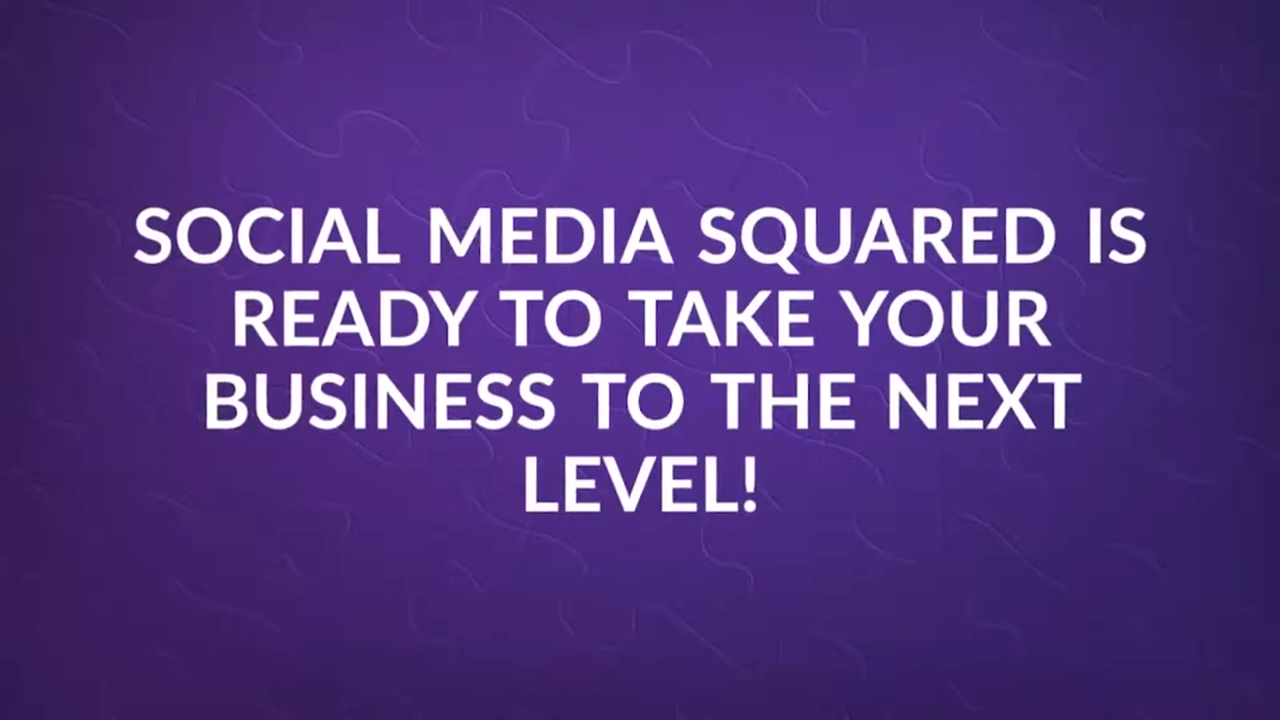 SOCIAL MEDIA SQUARED IS
READY TO TAKE YOUR
BUSINESS TO THE NEXT
LEVEL!